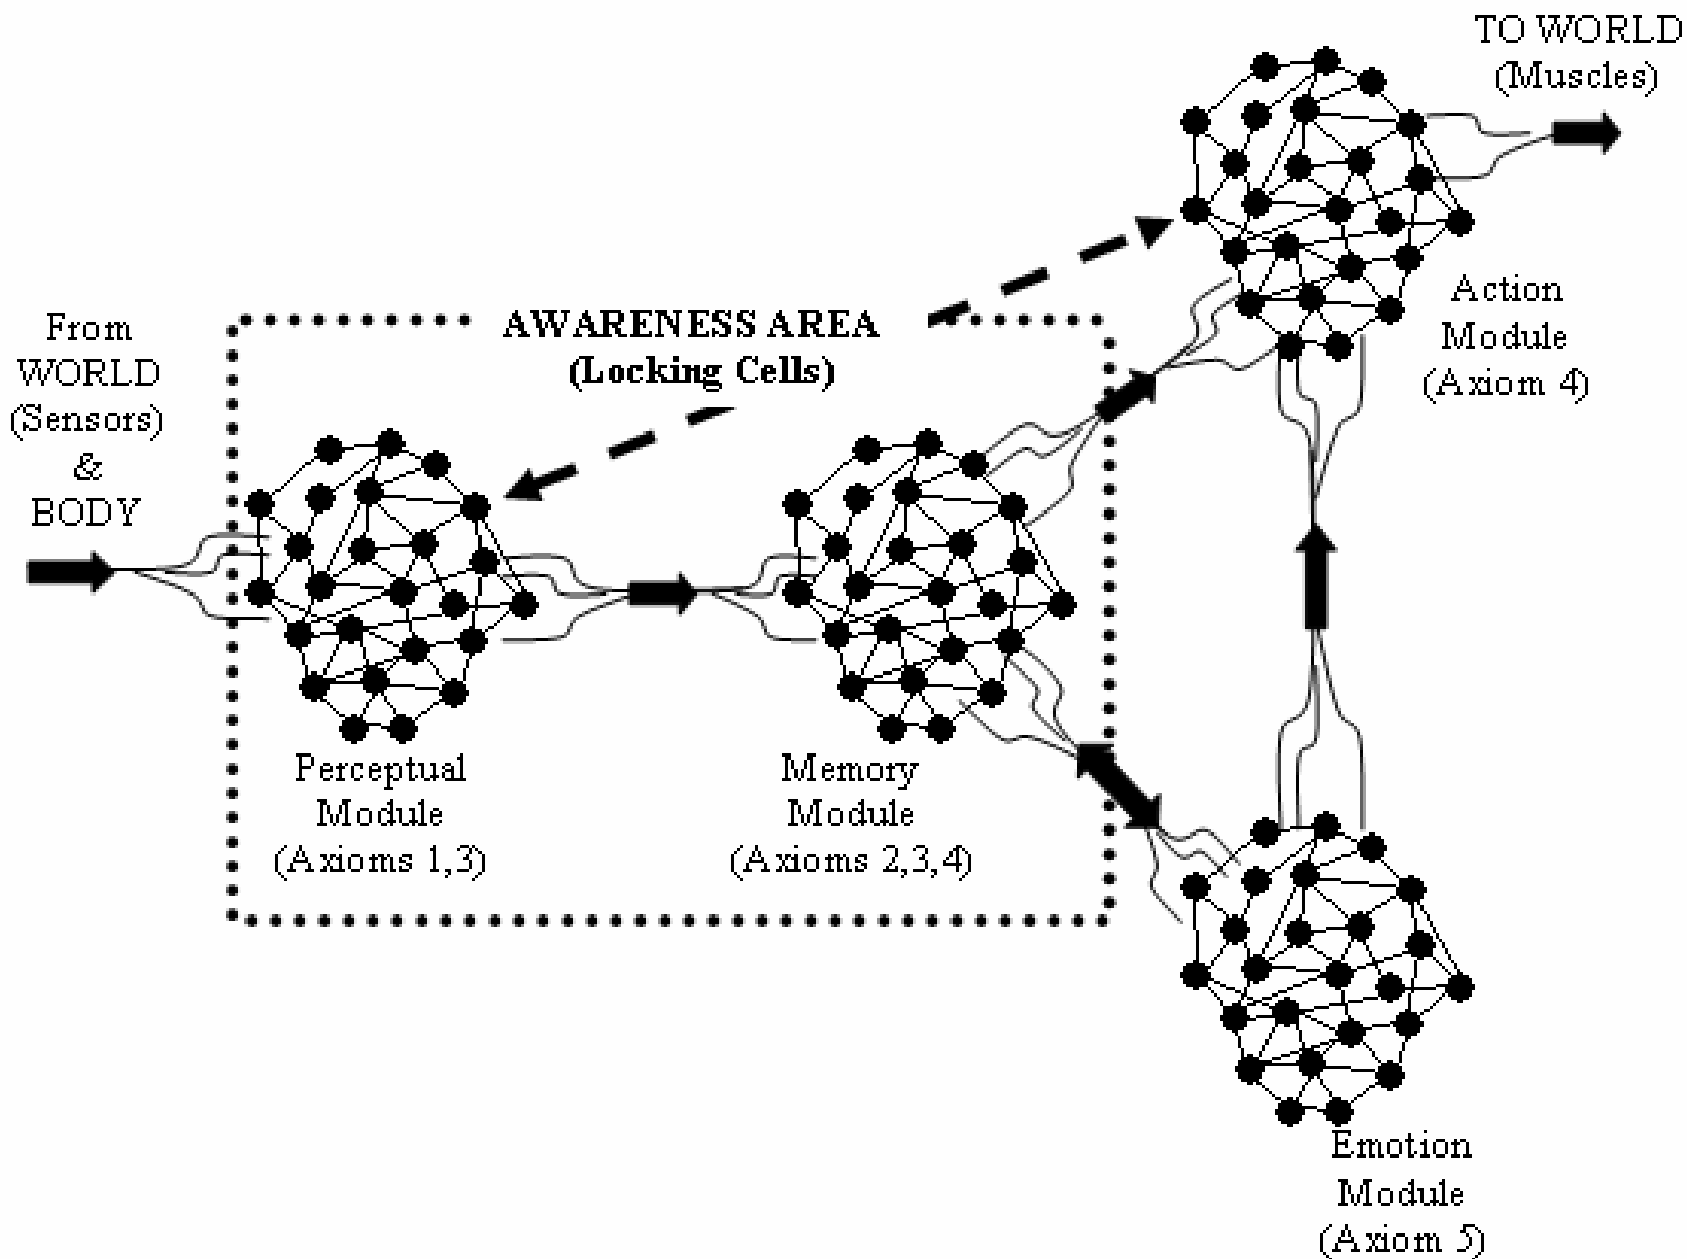 TO WORLD
(Muscles)
Action
Module
(Axiom 4)
AWARENESS AREA
(Locking Cells)
From
WORLD
(Sensors)
&
BODY
Perceptual
Module
(Axioms 1,3)
Memory
Module
(Axioms 2,3,4)
Emotion
Module
(Axiom 5)